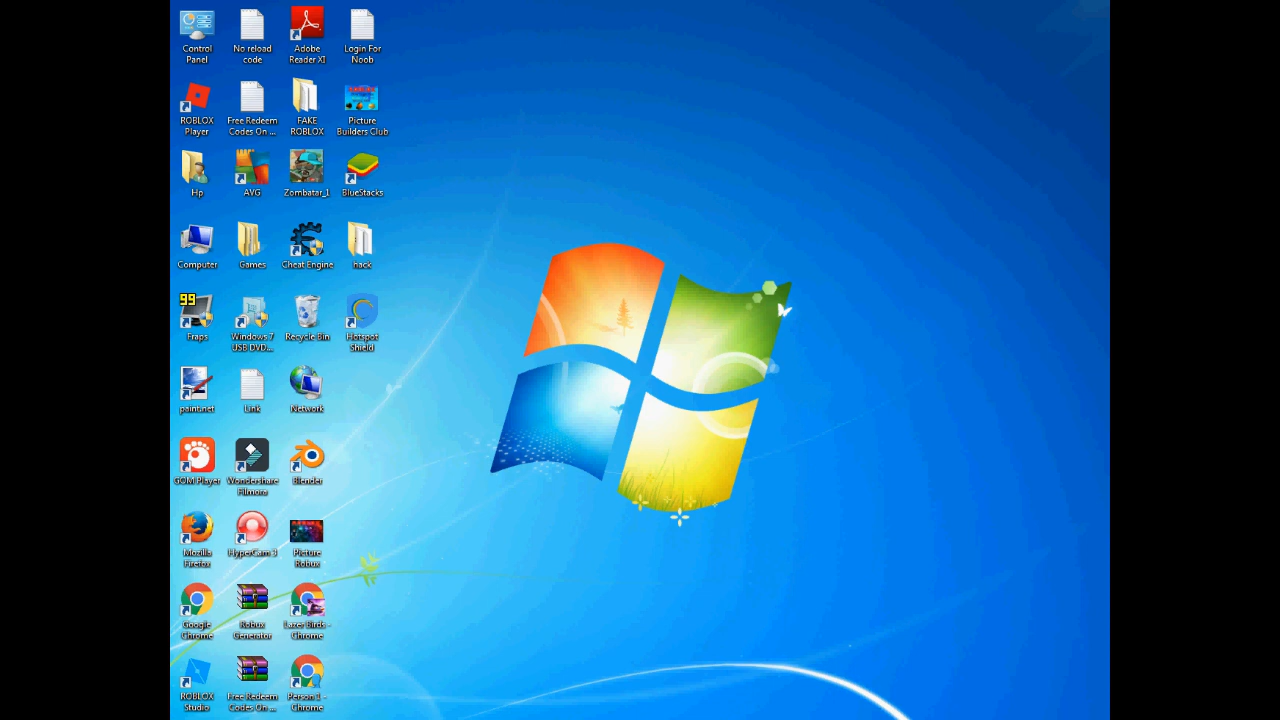 Control
Panel
No reload
code
Adobe
Reader XI
Login For
Noob
ROBLOX
Player
Free Redeem
Codes On ...
FAKE
ROBLOX
Picture
Builders Club
Hp
AVG
Zombatar_1
BlueStacks
Computer
Games
Cheat Engine
hack
99
Fraps
Windows 7
USB DVD...
Recycle Bin
Hotspot
Shield
paint.net
Link
Network
GOM Player
Wondershare
Filmora
Blender
Mozilla
Firefox
HyperCam 3
Picture
Robux
Google
Chrome
Robux
Generator
Lazer Birds -
Chrome
ROBLOX
Studio
Free Redeem
Codes On ...
Person 1 -
Chrome